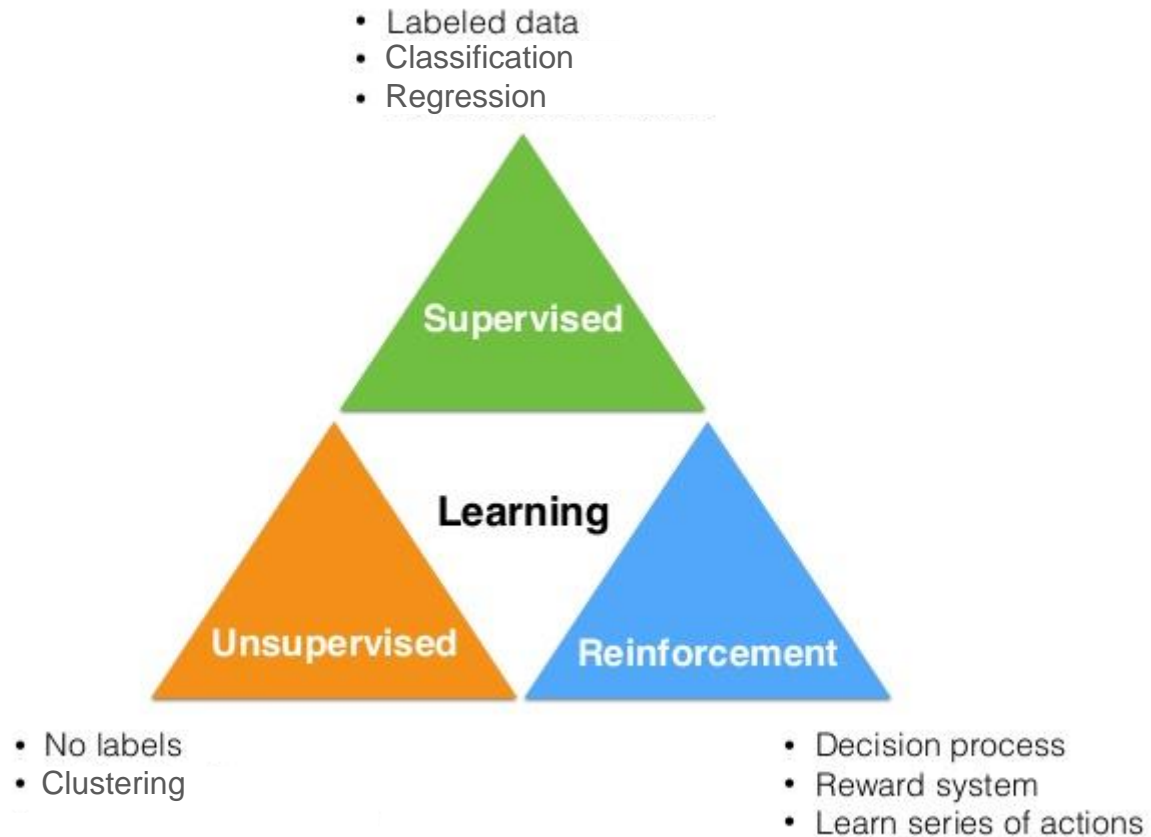 • Labeled data
• Classification
• Regression
Supervised
Learning
Unsupervised
Reinforcement
• No labels
• Clustering
• Decision process
• Reward system
• Learn series of actions